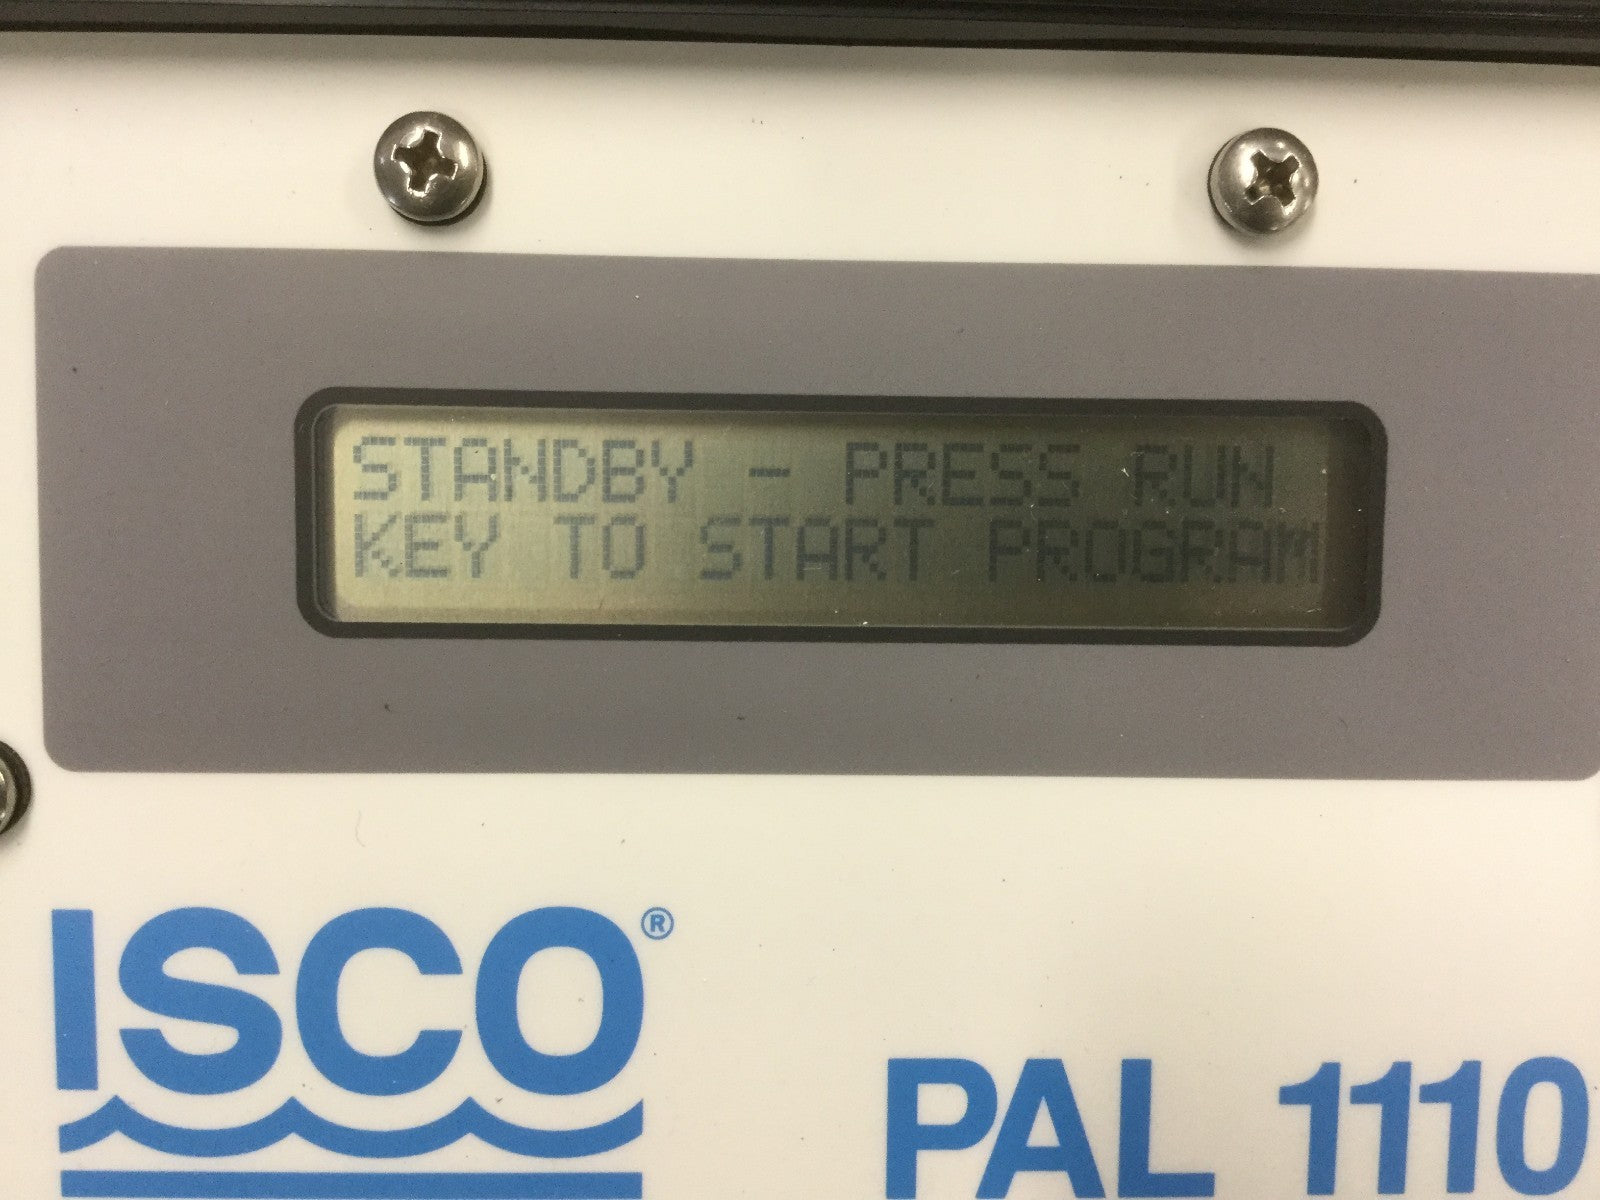 STANDBY - PRESS RUN
KEY TO START PROGRAM
ISCO®
PAL 1110